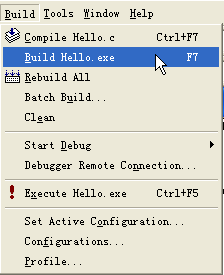 Build Tools Window Help
Compile Hello.c Ctrl+F7
Build Hello.exe F7
Rebuild All
Batch Build...
Clean
Start Debug
Debugger Remote Connection...
Execute Hello.exe Ctrl+F5
Set Active Configuration...
Configurations...
Profile...